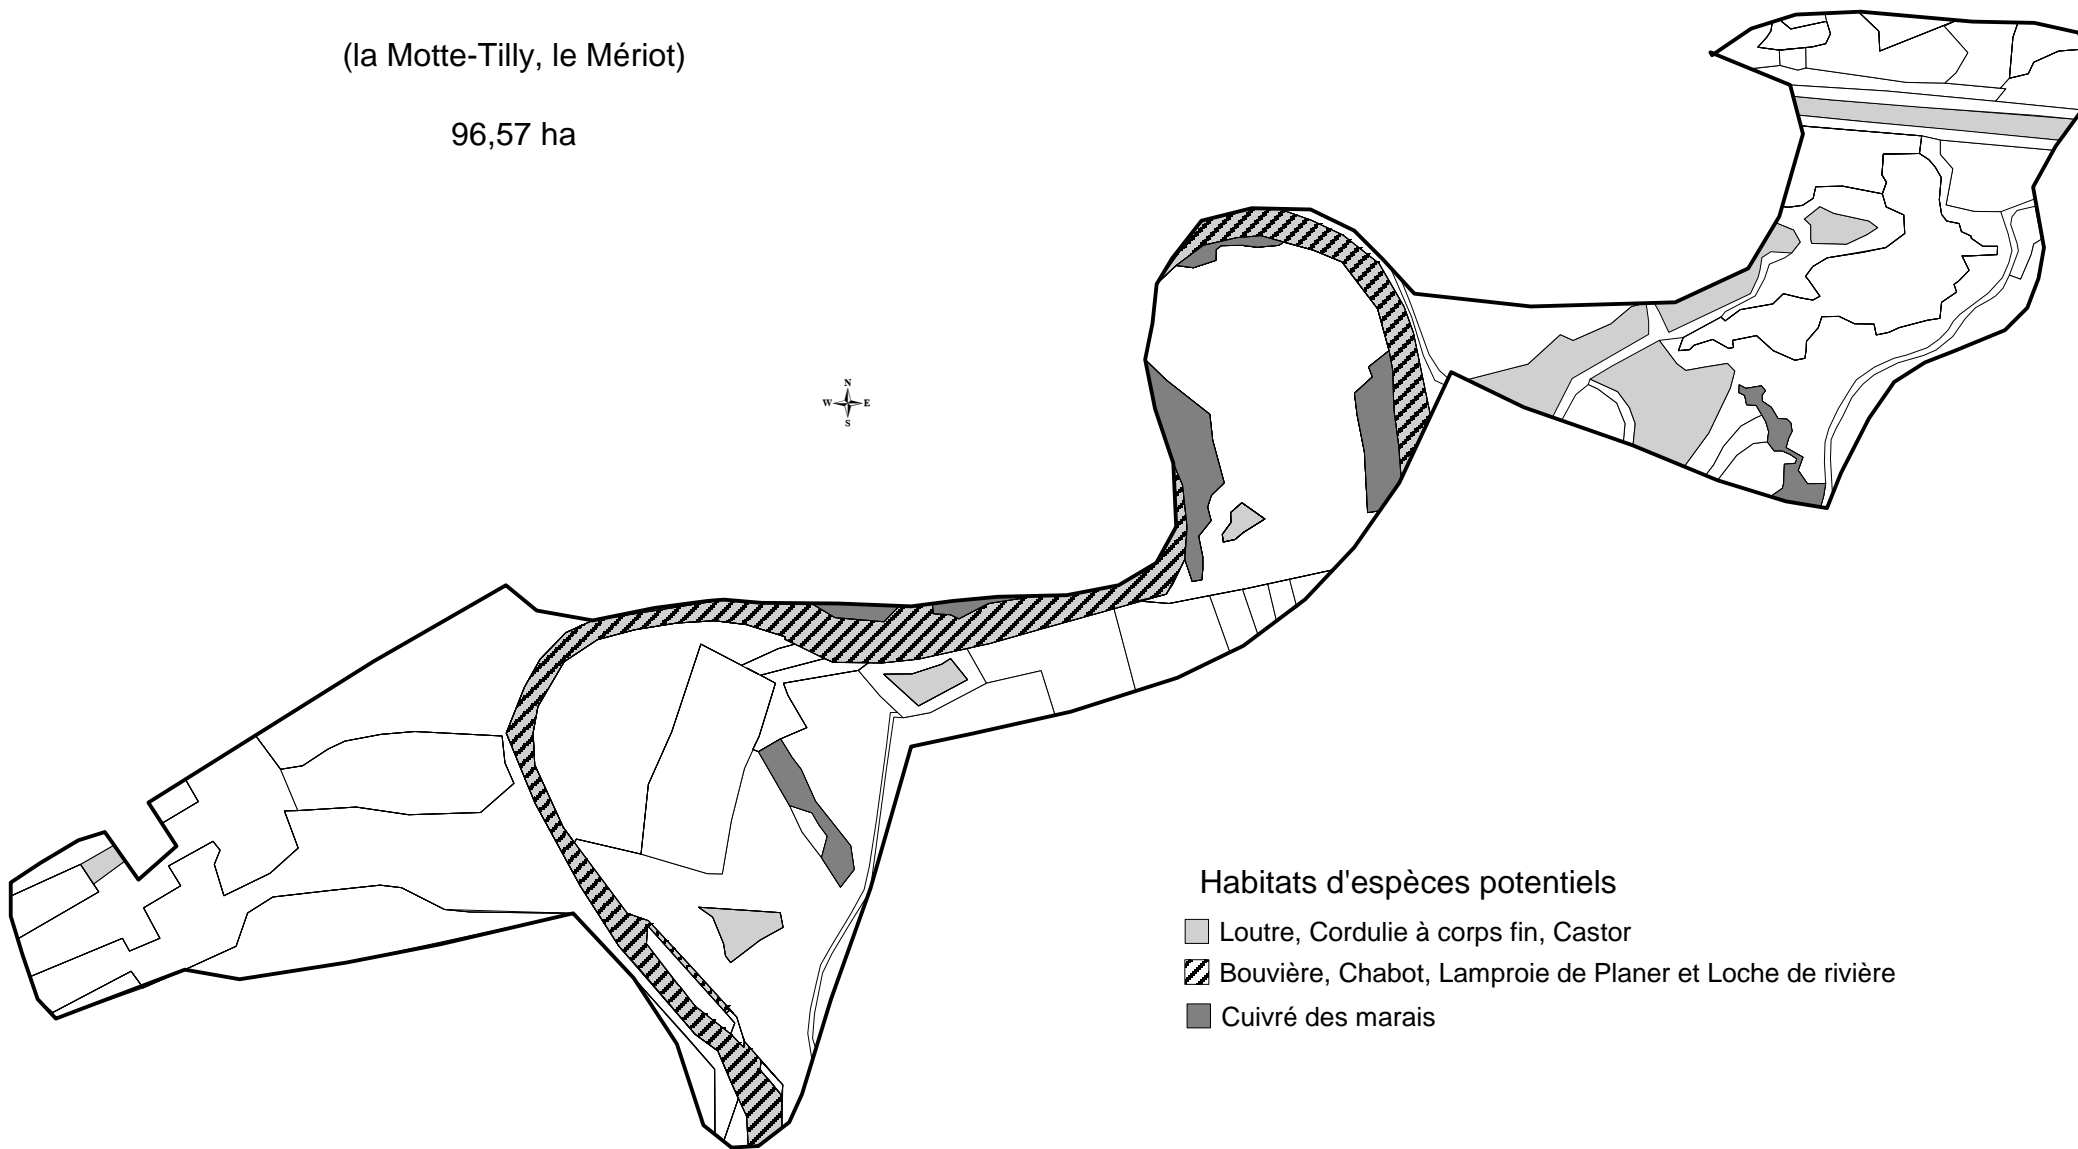 (la Motte-Tilly, le Mériot)
96,57 ha
N
W E
S
Habitats d'espèces potentiels
Loutre, Cordulie à corps fin, Castor
Bouvière, Chabot, Lamproie de Planer et Loche de rivière
Cuivré des marais